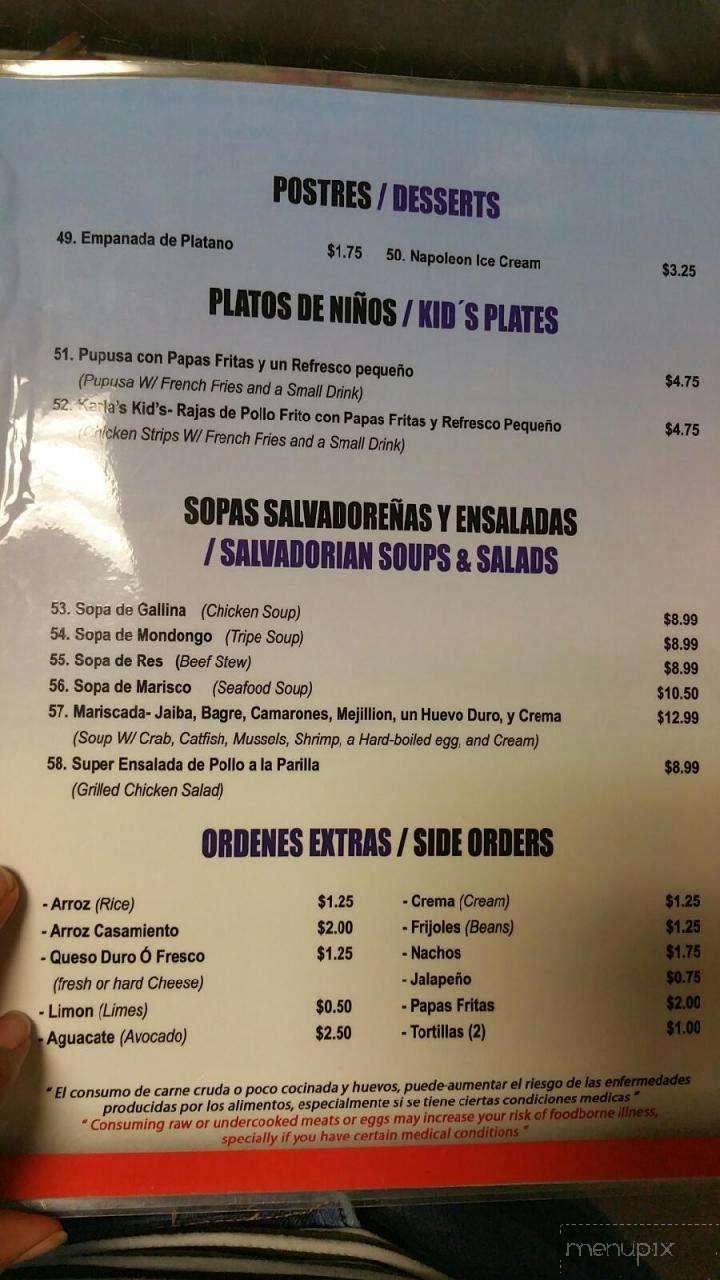 POSTRES / DESSERTS
49. Empanada de Platano $1.75 50. Napoleon Ice Cream $3.25
PLATOS DE NIÑOS / KID´S PLATES
51. Pupusa con Papas Fritas y un Refresco pequeño $4.75
(Pupusa W/ French Fries and a Small Drink)
52. Karla's Kid's- Rajas de Pollo Frito con Papas Fritas y Refresco Pequeño $4.75
(Chicken Strips W/ French Fries and a Small Drink)
SOPAS SALVADOREÑAS Y ENSALADAS
/ SALVADORIAN SOUPS & SALADS
53. Sopa de Gallina (Chicken Soup) $8.99
54. Sopa de Mondongo (Tripe Soup) $8.99
55. Sopa de Res (Beef Stew) $8.99
56. Sopa de Marisco (Seafood Soup) $10.50
57. Mariscada- Jaiba, Bagre, Camarones, Mejillion, un Huevo Duro, y Crema $12.99
(Soup W/ Crab, Catfish, Mussols, Shrimp, a Hard-boiled egg, and Cream)
58. Super Ensalada de Pollo a la Parilla $8.99
(Grilled Chicken Salad)
ORDENES EXTRAS / SIDE ORDERS
- Arroz (Rice) $1.25 - Crema (Cream) $1.25
- Arroz Casamiento $2.00 - Frijoles (Beans) $1.25
- Queso Duro Ó Fresco $1.25 - Nachos $1.75
(fresh or hard Cheese) - Jalapeño $0.75
- Limon (Limes) $0.50 - Papas Fritas $2.00
- Aguacate (Avocado) $2.50 - Tortillas (2) $1.00
" El consumo de carne cruda o poco cocinada y huevos, puede aumentar el riesgo de las enfermedades
producidas por los alimentos, especialmente si se tiene ciertas condiciones medicas "
" Consuming raw or undercooked meats or eggs may increase your risk of foodborne illness,
specially if you have certain medical conditions "
menupix